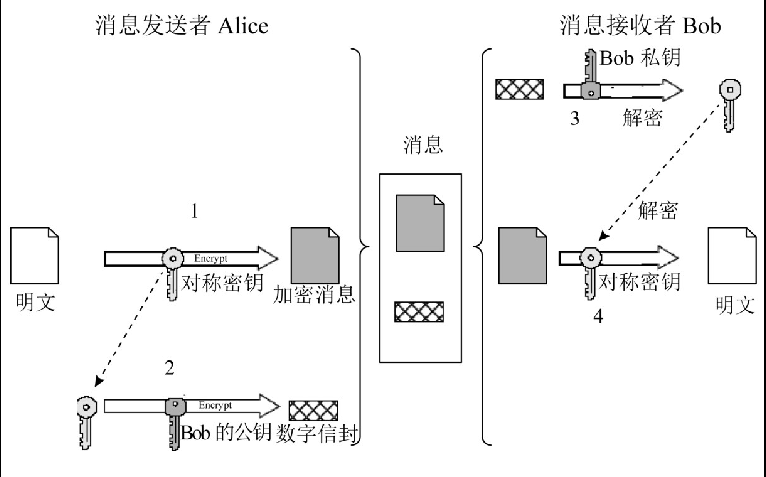 消息发送者 Alice
消息接收者 Bob
Bob 私钥
3
解密
消息
1
Encrypt
对称密钥
明文
加密消息
解密
对称密钥
明文
4
2
Encrypt
Bob 的公钥
数字信封